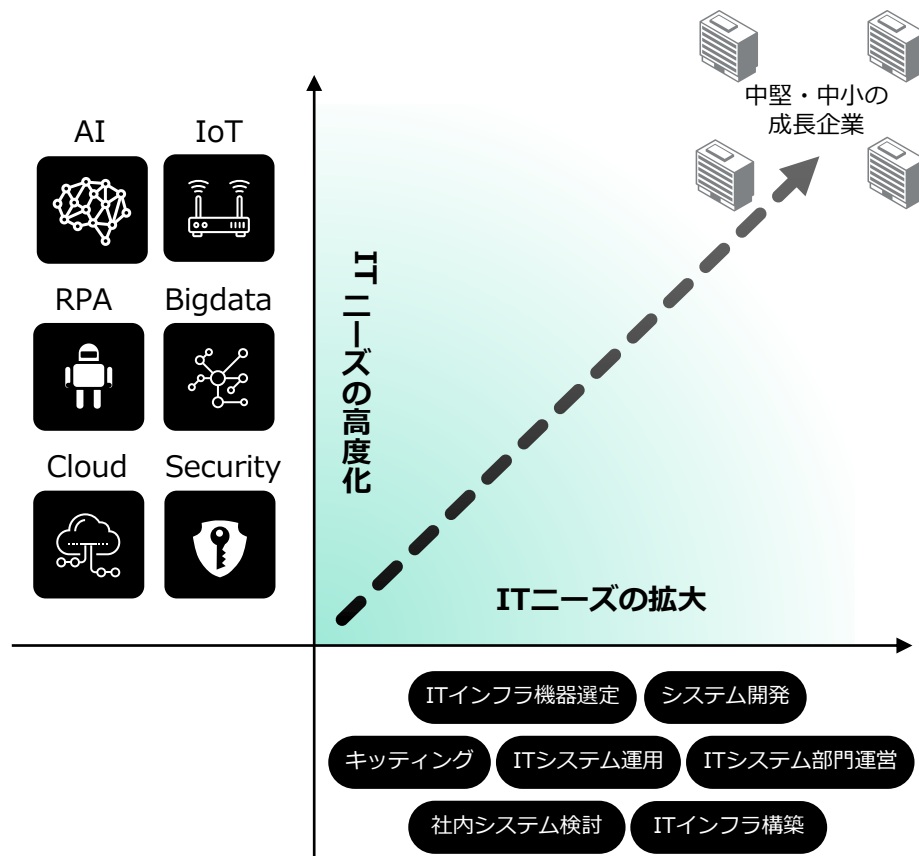 中堅・中小の
成長企業
AI
IoT
RPA
Bigdata
Cloud
Security
ITニーズの高度化
ITニーズの拡大
ITインフラ機器選定
システム開発
キッティング
ITシステム運用
ITシステム部門運営
社内システム検討
ITインフラ構築